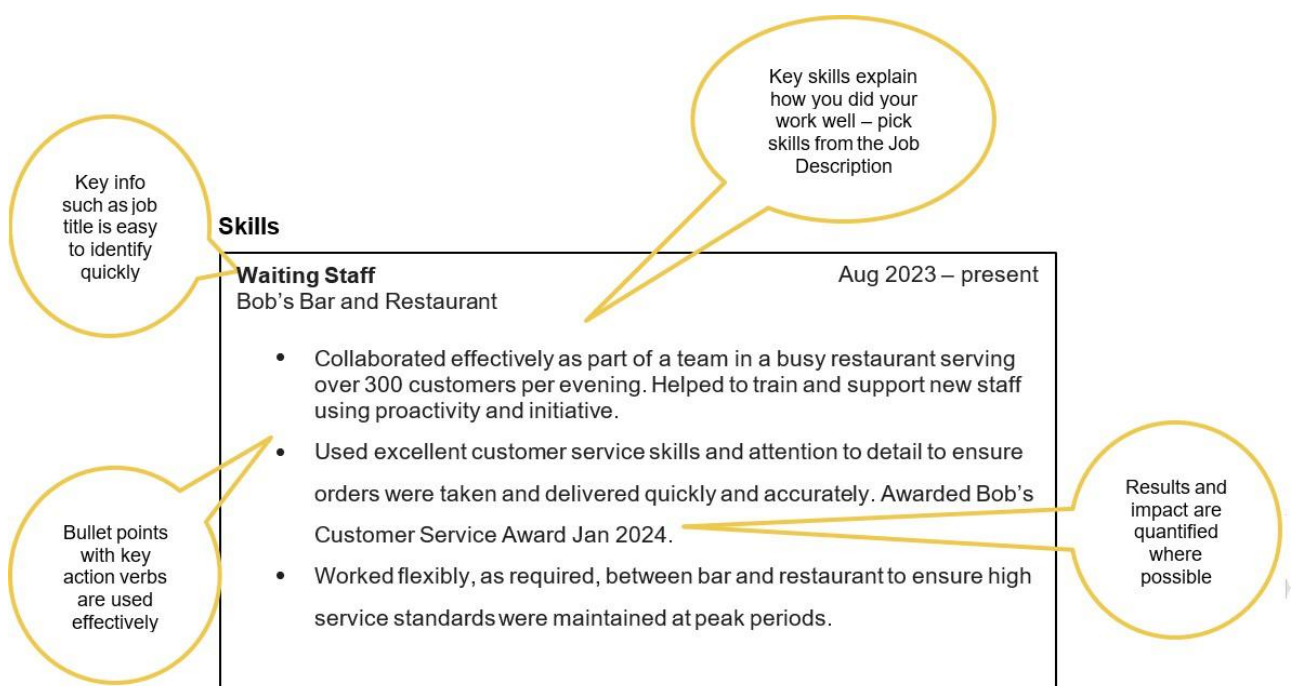 Key skills explain
how you did your
work well – pick
skills from the Job
Description
Key info
such as job
title is easy
to identify
quickly
Skills
Waiting Staff
Aug 2023 – present
Bob's Bar and Restaurant
• Collaborated effectively as part of a team in a busy restaurant serving
over 300 customers per evening. Helped to train and support new staff
using proactivity and initiative.
• Used excellent customer service skills and attention to detail to ensure
orders were taken and delivered quickly and accurately. Awarded Bob's
Customer Service Award Jan 2024.
• Worked flexibly, as required, between bar and restaurant to ensure high
service standards were maintained at peak periods.
Bullet points
with key
action verbs
are used
effectively
Results and
impact are
quantified
where
possible